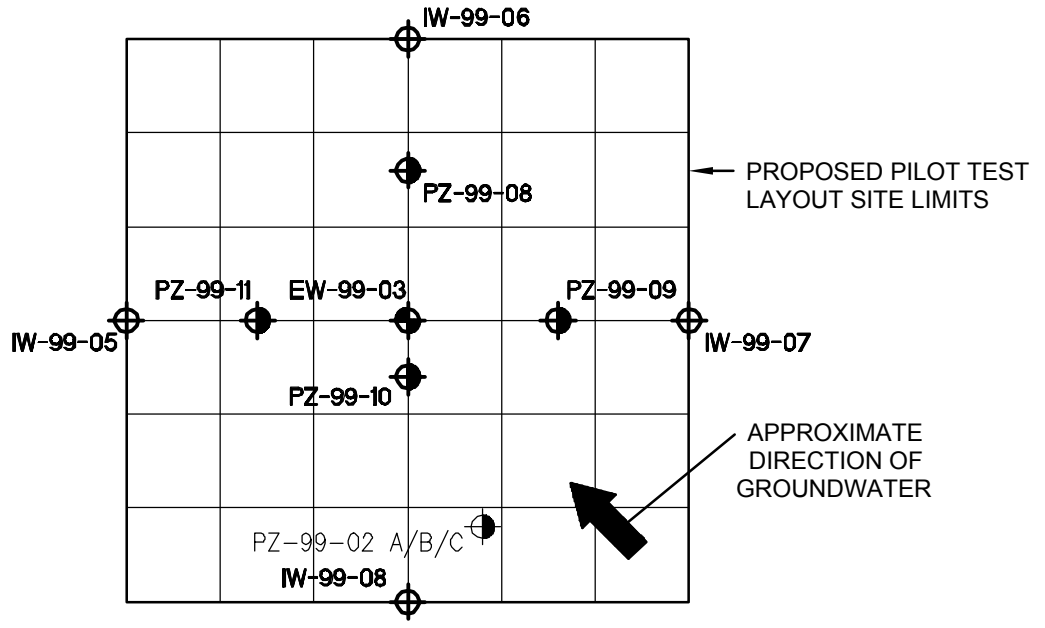 IW-99-06
PROPOSED PILOT TEST
LAYOUT SITE LIMITS
PZ-99-08
PZ-99-11
EW-99-03
PZ-99-09
IW-99-05
IW-99-07
PZ-99-10
APPROXIMATE
DIRECTION OF
GROUNDWATER
PZ-99-02 A/B/C
IW-99-08